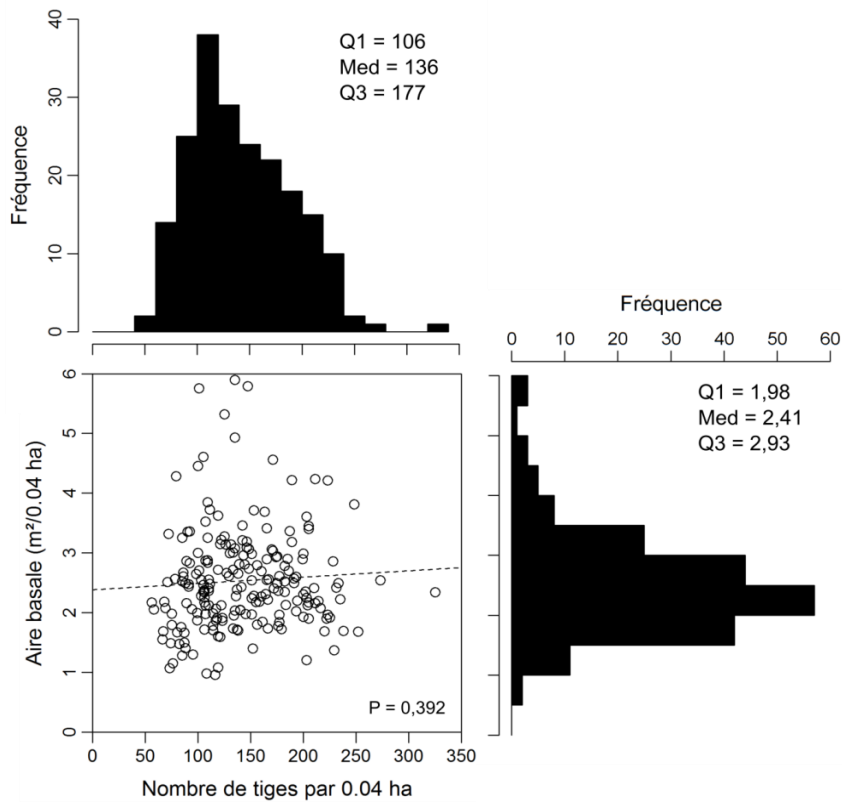 Fréquence
40
30
20
10
0
Q1 = 106
Med = 136
Q3 = 177
Fréquence
0 10 20 30 40 50 60
Q1 = 1,98
Med = 2,41
Q3 = 2,93
Aire basale (m²/0.04 ha)
6
5
4
3
2
1
0
P = 0,392
0 50 100 150 200 250 300 350
Nombre de tiges par 0.04 ha